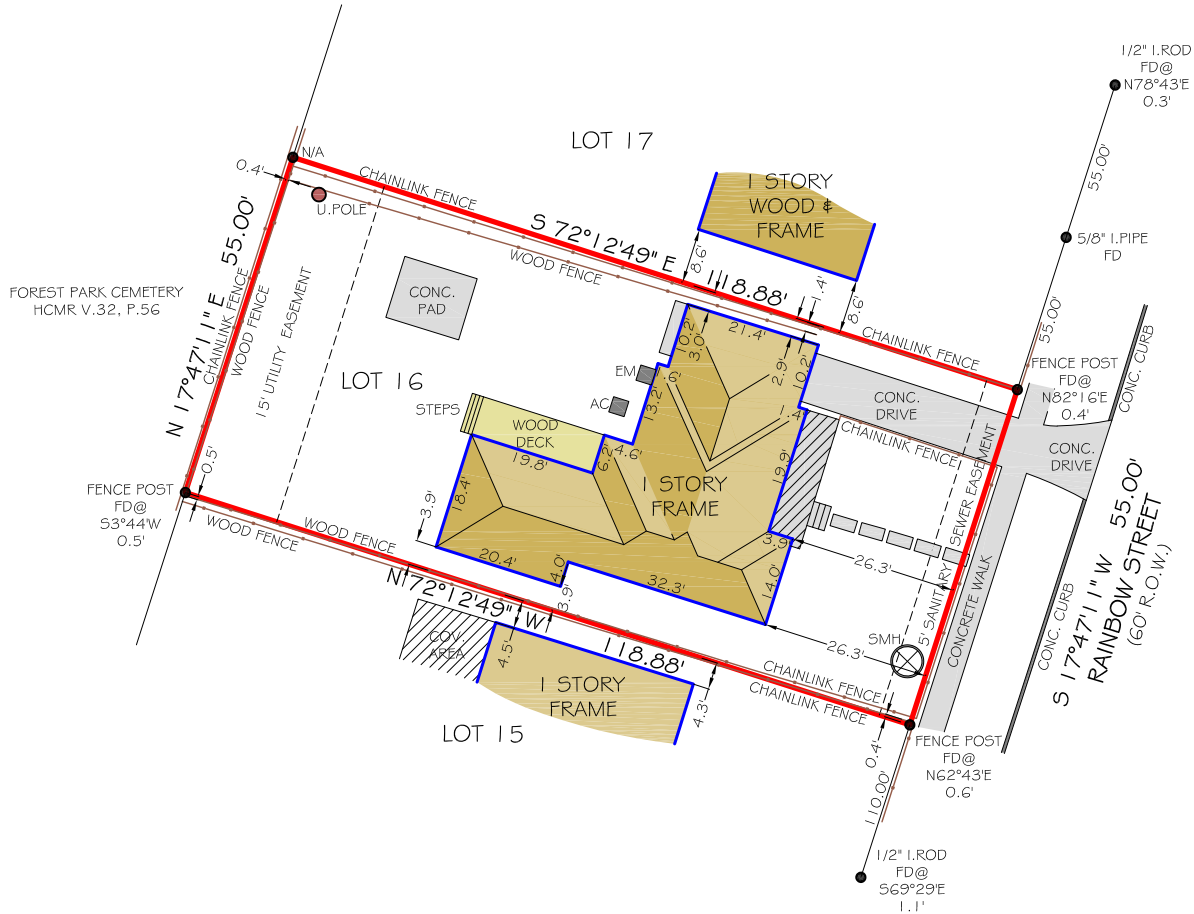 1/2" I.ROD
FD@
N78°43'E
0.3'
55.00'
5/8" I.PIPE
FD
55.00'
LOT 17
N/A
0.4'
U.POLE
CHAINLINK FENCE
WOOD FENCE
S 72°12'49" E
118.88'
1 STORY
WOOD &
FRAME
8.6'
1.4'
8.6'
CHAINLINK FENCE
FENCE POST
FD@
N82°16'E
0.4'
CONC. CURB
FOREST PARK CEMETERY
HCMR V.32, P.56
N 17°47'11" E
55.00'
CHAINLINK FENCE
WOOD FENCE
15' UTILITY EASEMENT
CONC.
PAD
LOT 16
EM
AC
STEPS
WOOD
DECK
19.8'
10.2'
3.0'
21.4'
2.9'
10.2'
13.2'
1.4'
19.9'
6.2'
4.6'
18.4'
3.9'
1 STORY
FRAME
20.4'
4.0'
32.3'
14.0'
3.9'
CONC.
DRIVE
CHAINLINK FENCE
CONC.
DRIVE
26.3'
26.3'
SMH
5' SANITARY SEWER EASEMENT
CONCRETE WALK
CONC. CURB
S 17°47'11" W 55.00'
RAINBOW STREET
(60' R.O.W.)
0.5'
FENCE POST
FD@
S3°44'W
0.5'
WOOD FENCE
WOOD FENCE
N 72°12'49" W
118.88'
3.9'
COV.
AREA
4.5'
1 STORY
FRAME
4.3'
LOT 15
CHAINLINK FENCE
CHAINLINK FENCE
0.4'
FENCE POST
FD@
N62°43'E
0.6'
110.00'
1/2" I.ROD
FD@
S69°29'E
1.1'